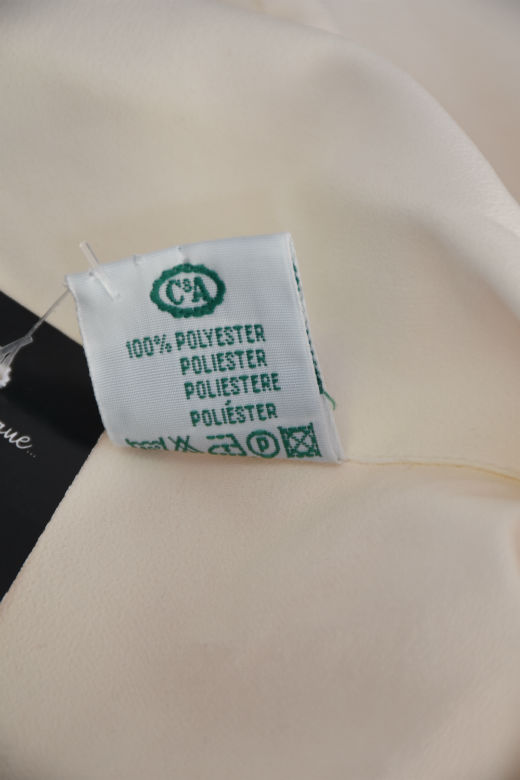 C&A
100% POLYESTER
POLIESTER
POLIESTERE
POLIÉSTER
P